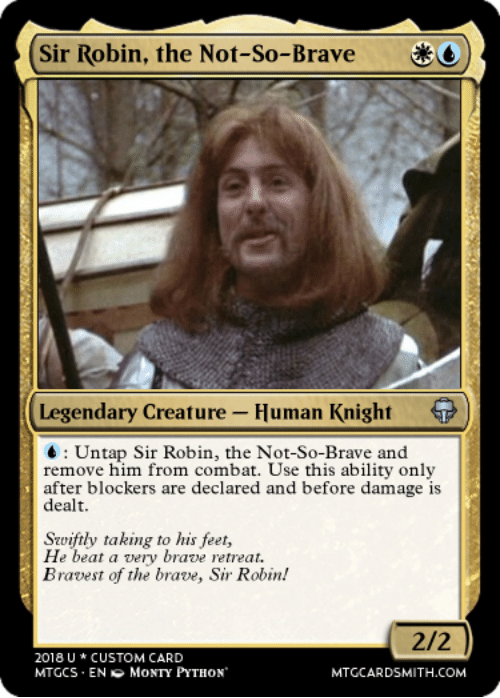 Sir Robin, the Not-So-Brave
Legendary Creature — Human Knight
: Untap Sir Robin, the Not-So-Brave and
remove him from combat. Use this ability only
after blockers are declared and before damage is
dealt.
Swiftly taking to his feet,
He beat a very brave retreat.
Bravest of the brave, Sir Robin!
2/2
2018 U * CUSTOM CARD
MTGCS · EN MONTY PYTHON
MTGCARDSMITH.COM